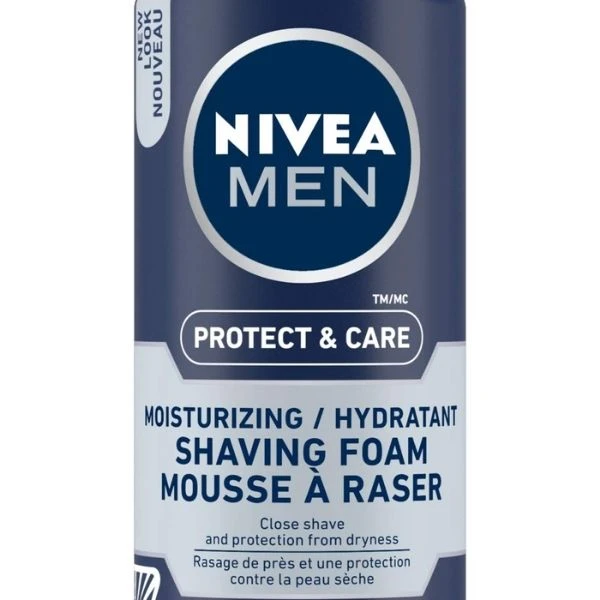 NEW
LOOK
NOUVEAU
NIVEA
MEN
TM/MC
PROTECT & CARE
MOISTURIZING / HYDRATANT
SHAVING FOAM
MOUSSE À RASER
Close shave
and protection from dryness
Rasage de près et une protection
contre la peau sèche